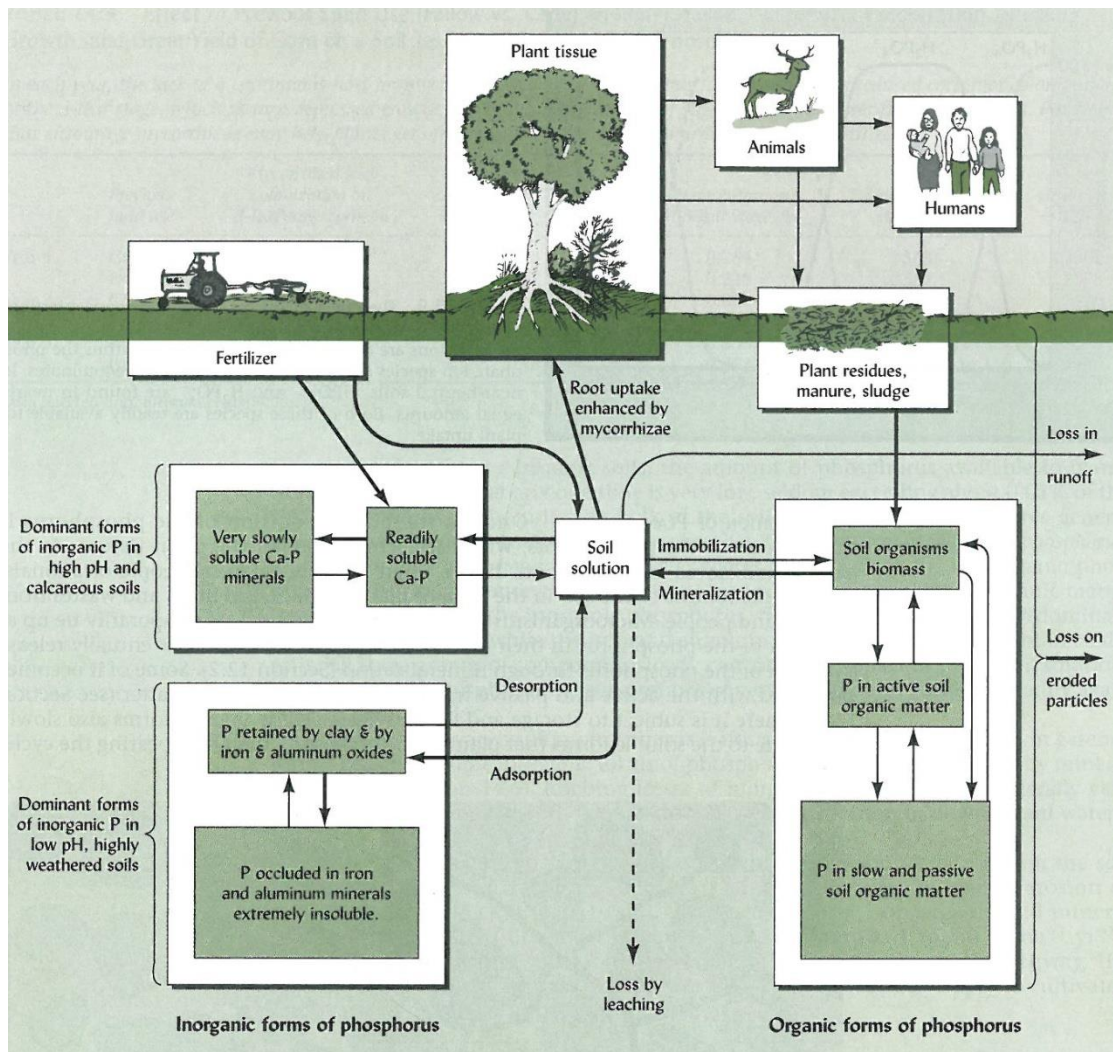 Plant tissue
Animals
Humans
Fertilizer
Plant residues,
manure, sludge
Root uptake
enhanced by
mycorrhizae
Loss in
runoff
Dominant forms
of inorganic P in
high pH and
calcareous soils
Very slowly
soluble Ca-P
minerals
Readily
soluble
Ca-P
Soil
solution
Immobilization
Mineralization
Soil organisms
biomass
Loss on
eroded
particles
Desorption
P in active soil
organic matter
P retained by clay & by
iron & aluminum oxides
Adsorption
Dominant forms
of inorganic P in
low pH, highly
weathered soils
P occluded in iron
and aluminum minerals
extremely insoluble.
P in slow and passive
soil organic matter
Loss by
leaching
Inorganic forms of phosphorus
Organic forms of phosphorus